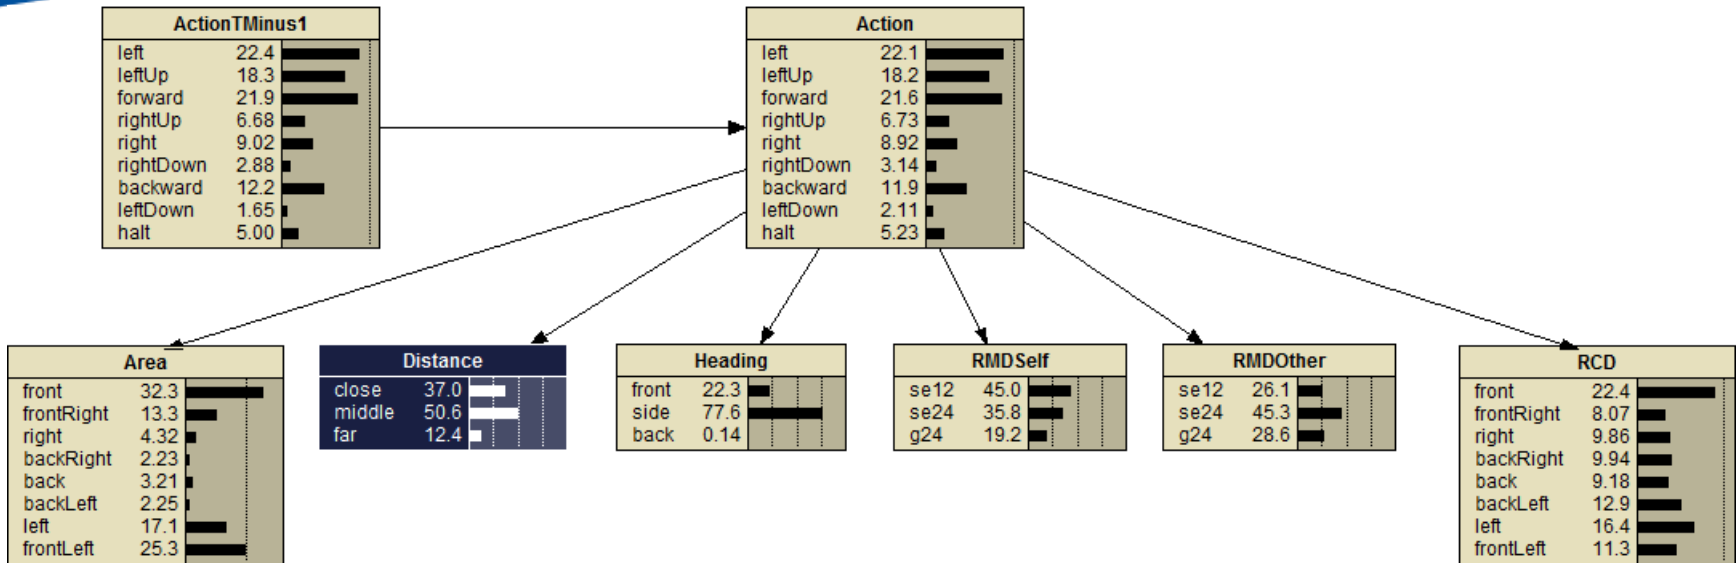 ActionTMinus1
left 22.4
leftUp 18.3
forward 21.9
rightUp 6.68
right 9.02
rightDown 2.88
backward 12.2
leftDown 1.65
halt 5.00
Action
left 22.1
leftUp 18.2
forward 21.6
rightUp 6.73
right 8.92
rightDown 3.14
backward 11.9
leftDown 2.11
halt 5.23
Area
front 32.3
frontRight 13.3
right 4.32
backRight 2.23
back 3.21
backLeft 2.25
left 17.1
frontLeft 25.3
Distance
close 37.0
middle 50.6
far 12.4
Heading
front 22.3
side 77.6
back 0.14
RMDSelf
se12 45.0
se24 35.8
g24 19.2
RMDOther
se12 26.1
se24 45.3
g24 28.6
RCD
front 22.4
frontRight 8.07
right 9.86
backRight 9.94
back 9.18
backLeft 12.9
left 16.4
frontLeft 11.3